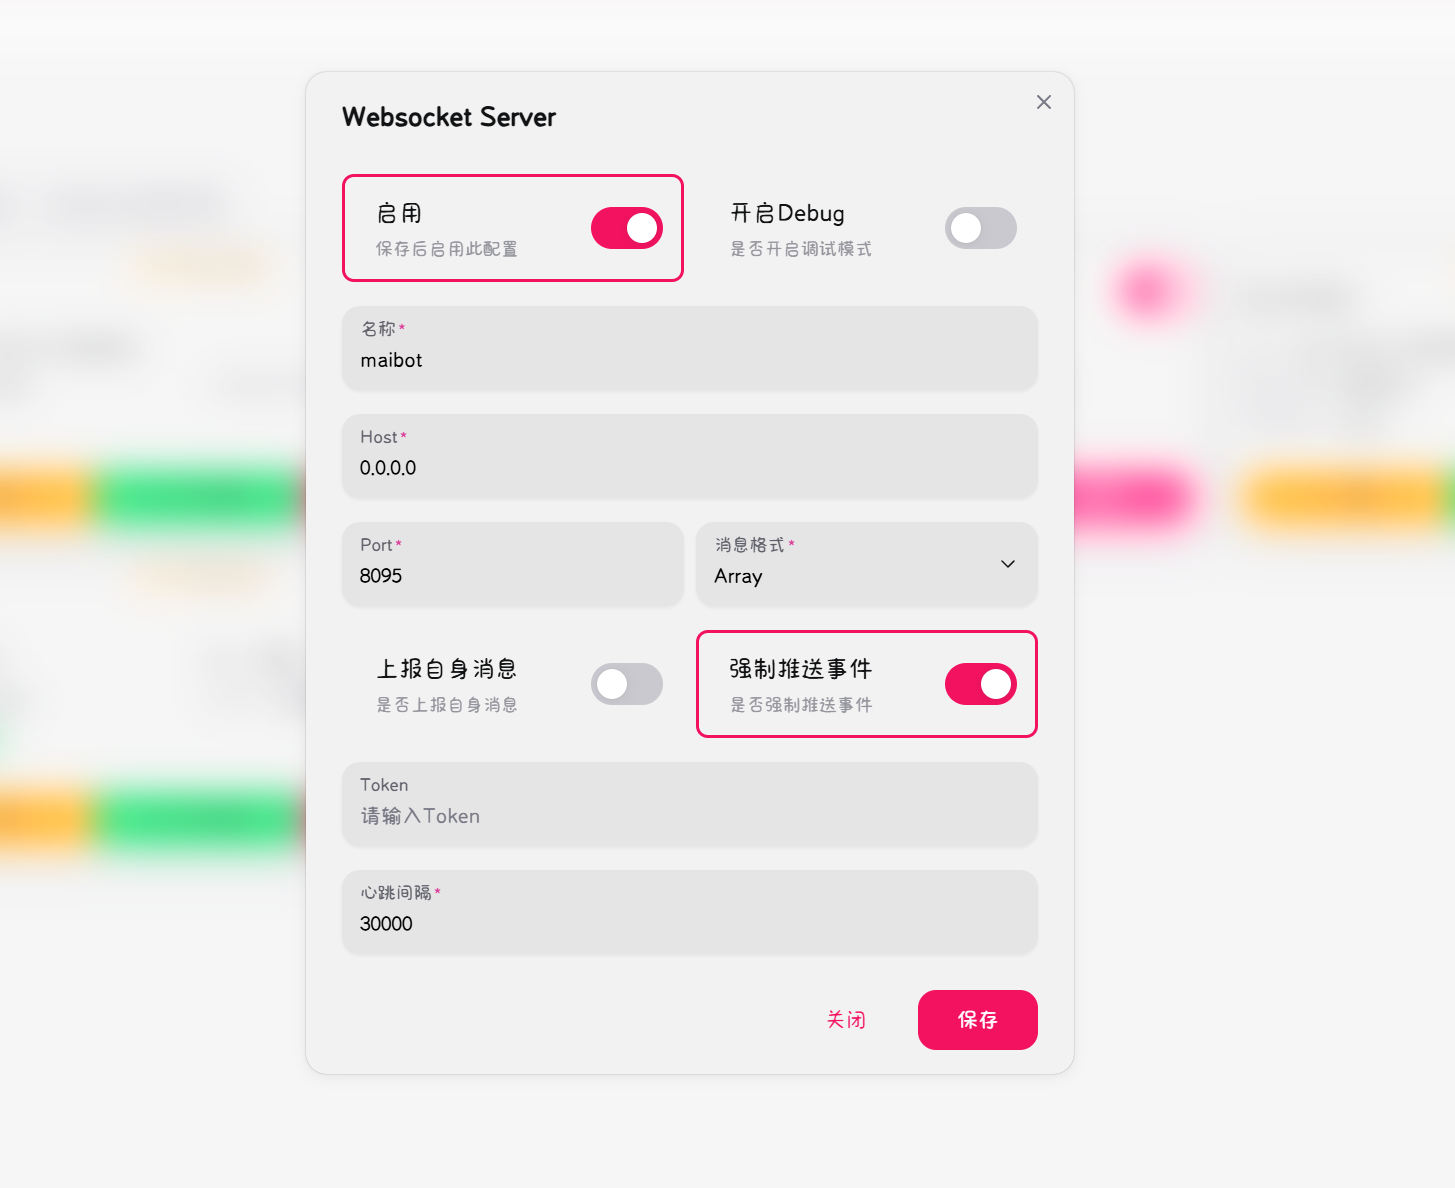 Websocket Server
启用
保存后启用此配置
开启Debug
是否开启调试模式
名称*
maibot
Host*
0.0.0.0
Port*
8095
消息格式*
Array
上报自身消息
是否上报自身消息
强制推送事件
是否强制推送事件
Token
请输入Token
心跳间隔*
30000
关闭
保存